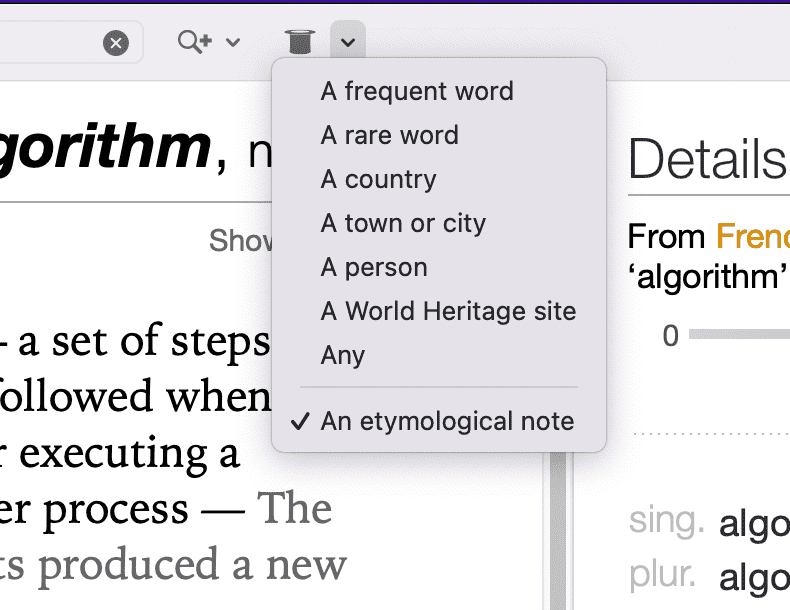 gorithm, n
Show
- a set of steps
ollowed when
r executing a
er process — The
ts produced a new
A frequent word
A rare word
A country
A town or city
A person
A World Heritage site
Any
✓ An etymological note
Details
From Frenc
‘algorithm’
0
sing. algo
plur. algo